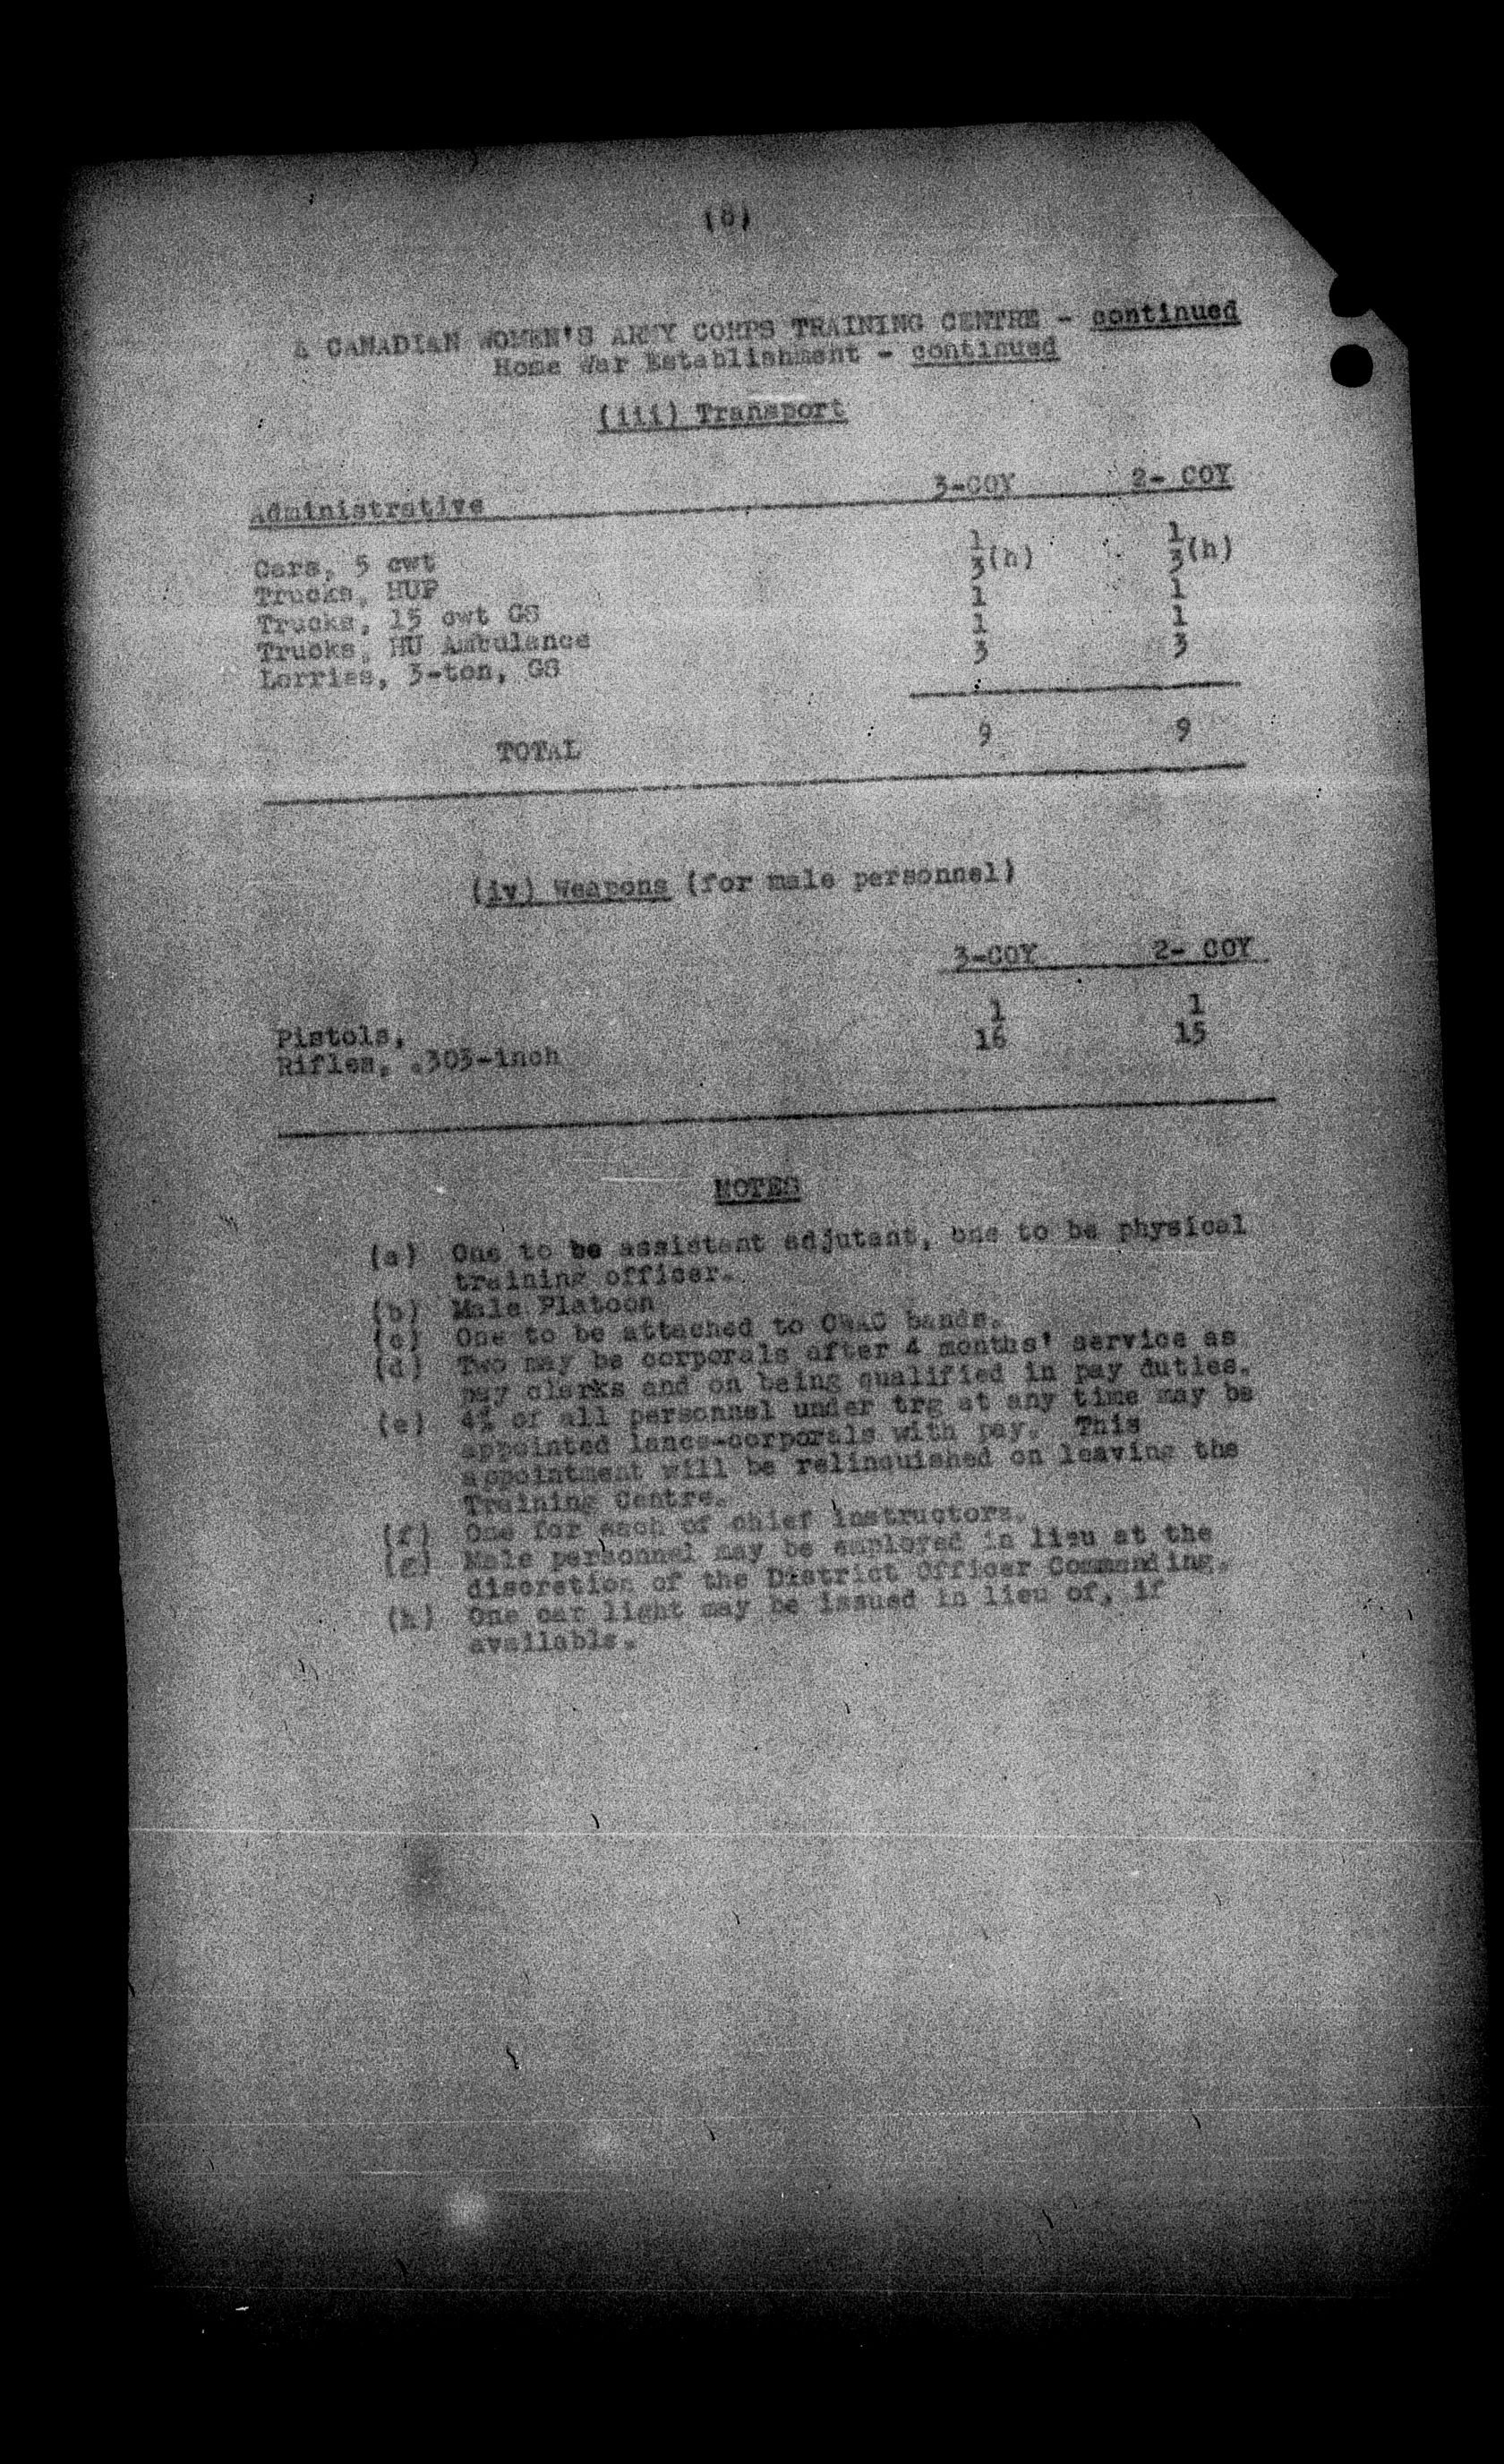 (8)
A CANADIAN WOMEN'S ARMY CORPS TRAINING CENTRE - continued
Home War Establishment - continued
(iii) Transport
Administrative 3-COY 2- COY
Cars, 5 cwt 1 1
Trucks, HUP 3(h) 3(h)
Trucks, 15 cwt GS 1 1
Trucks, HU Ambulance 1 1
Lorries, 3-ton, GS 3 3
TOTAL 9 9
(iv) Weapons (for male personnel)
3-COY 2- COY
Pistols, 1 1
Rifles, .303-inch 16 15
NOTES
(a) One to be assistant adjutant, one to be physical
training officer.
(b) Male Platoon
(c) One to be attached to CWAC bands.
(d) Two may be corporals after 4 months' service as
pay clerks and on being qualified in pay duties.
(e) 4% of all personnel under trg at any time may be
appointed lance-corporals with pay. This
appointment will be relinquished on leaving the
Training Centre.
(f) One for each of chief instructors.
(g) Male personnel may be employed in lieu at the
discretion of the District Officer Commanding.
(h) One car light may be issued in lieu of, if
available.